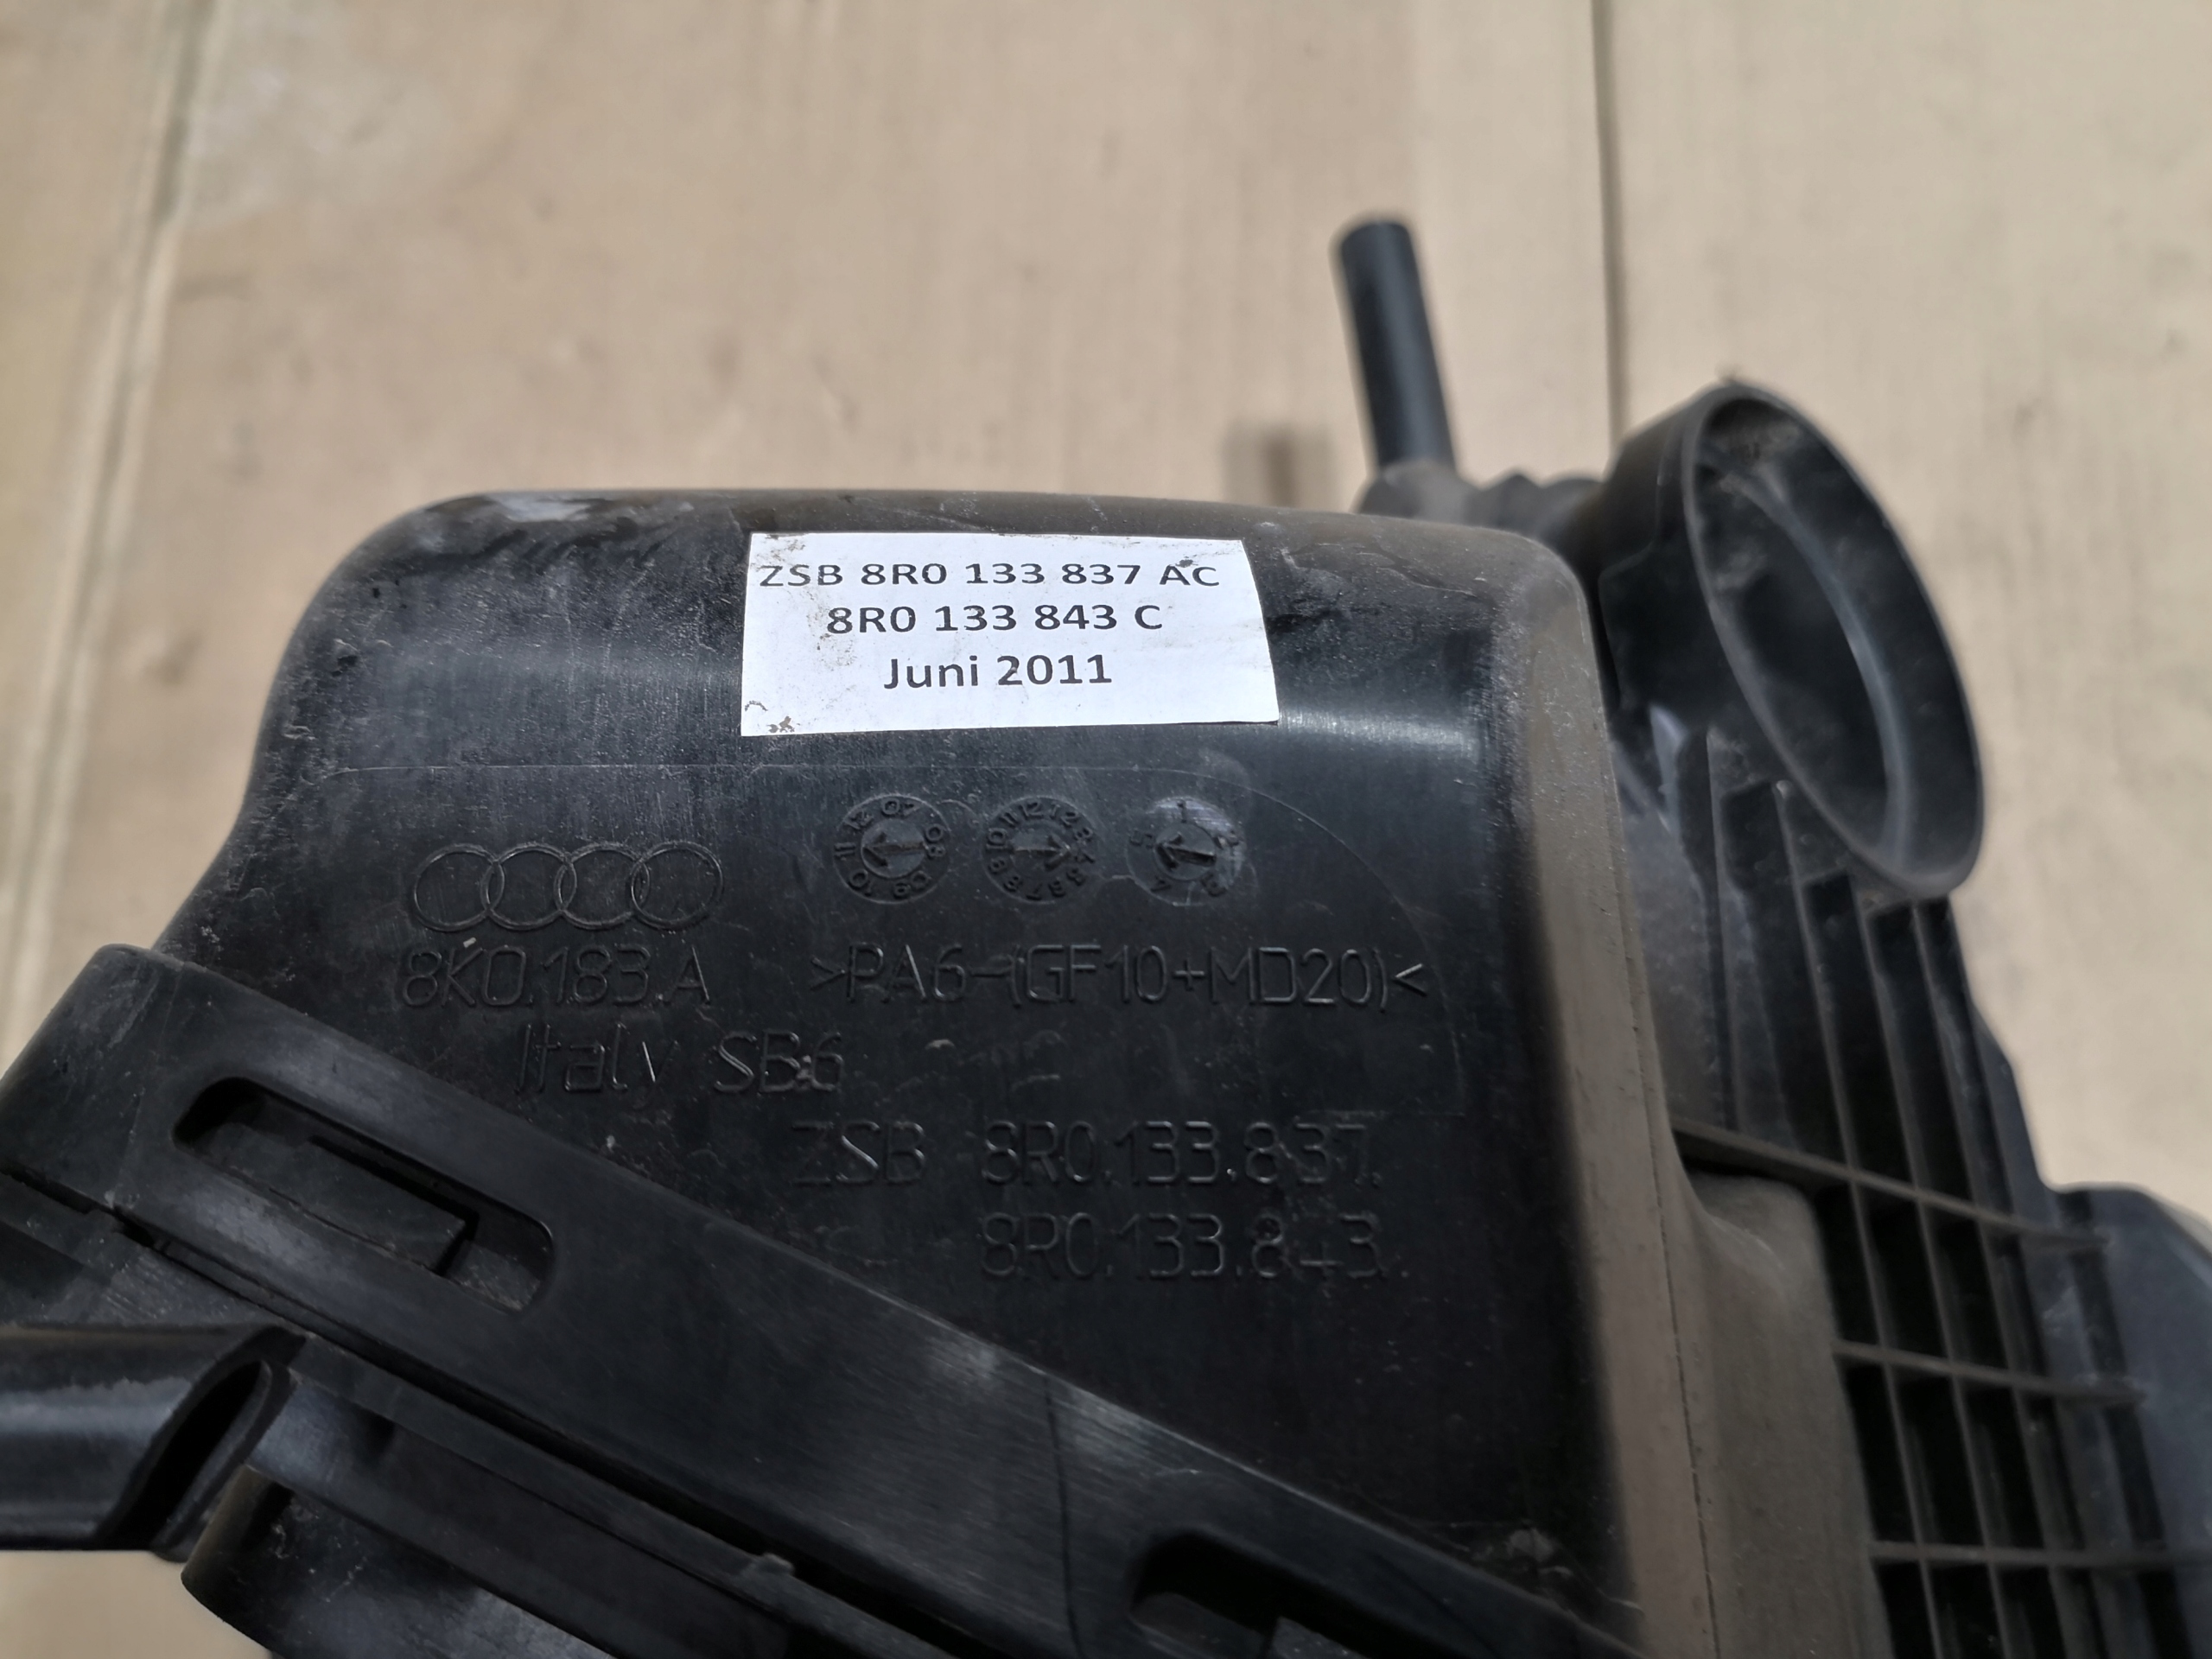 ZSB 8R0 133 837 AC
8R0 133 843 C
Juni 2011
8K0.183.A
>PA6-(GF10+MD20)<
Italy SB:6
ZSB 8R0.133.837.
8R0.133.843.